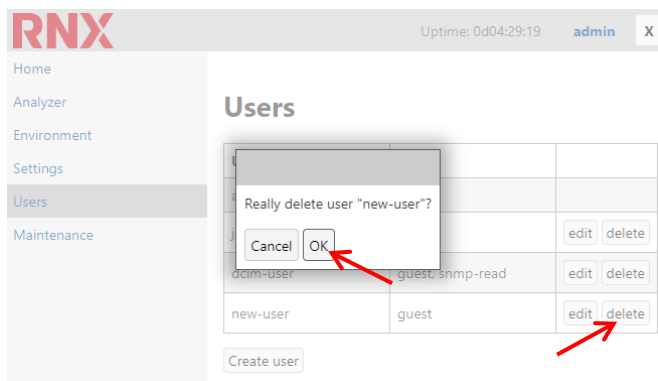 RNX
Uptime: 0d04:29:19 admin X
Home
Analyzer
Environment
Settings
Users
Maintenance
Users
Really delete user "new-user"?
Cancel OK
edit delete
dcim-user guest, snmp-read edit delete
new-user guest edit delete
Create user